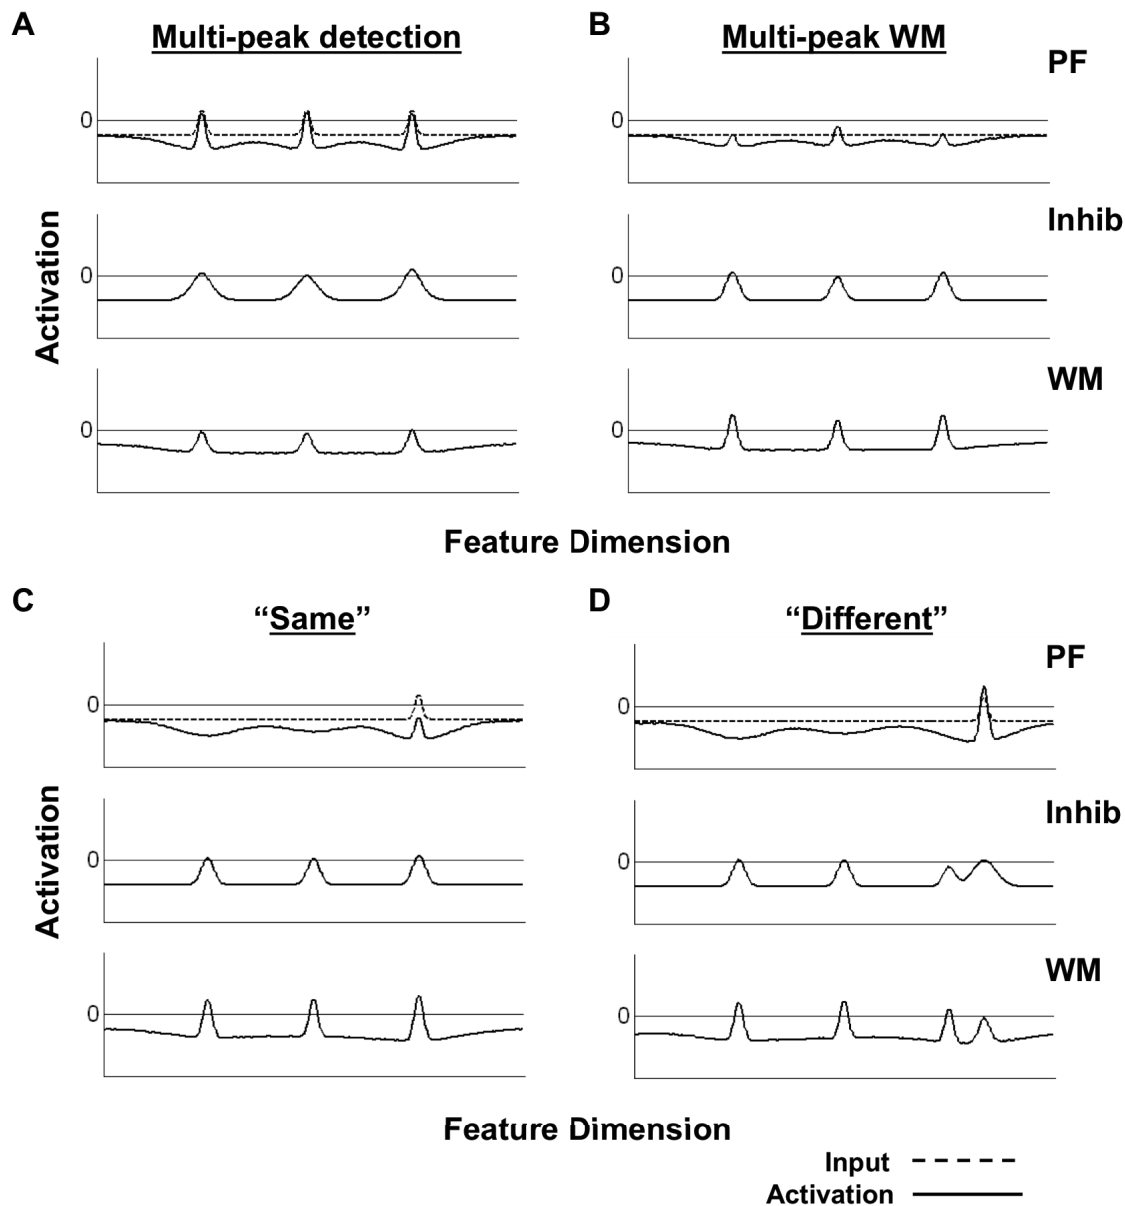 A
Multi-peak detection
B
Multi-peak WM
PF
0
0
Inhib
0
0
Activation
WM
0
0
Feature Dimension
C
“Same”
D
“Different”
PF
0
0
Inhib
0
0
Activation
WM
0
0
Feature Dimension
Input
Activation